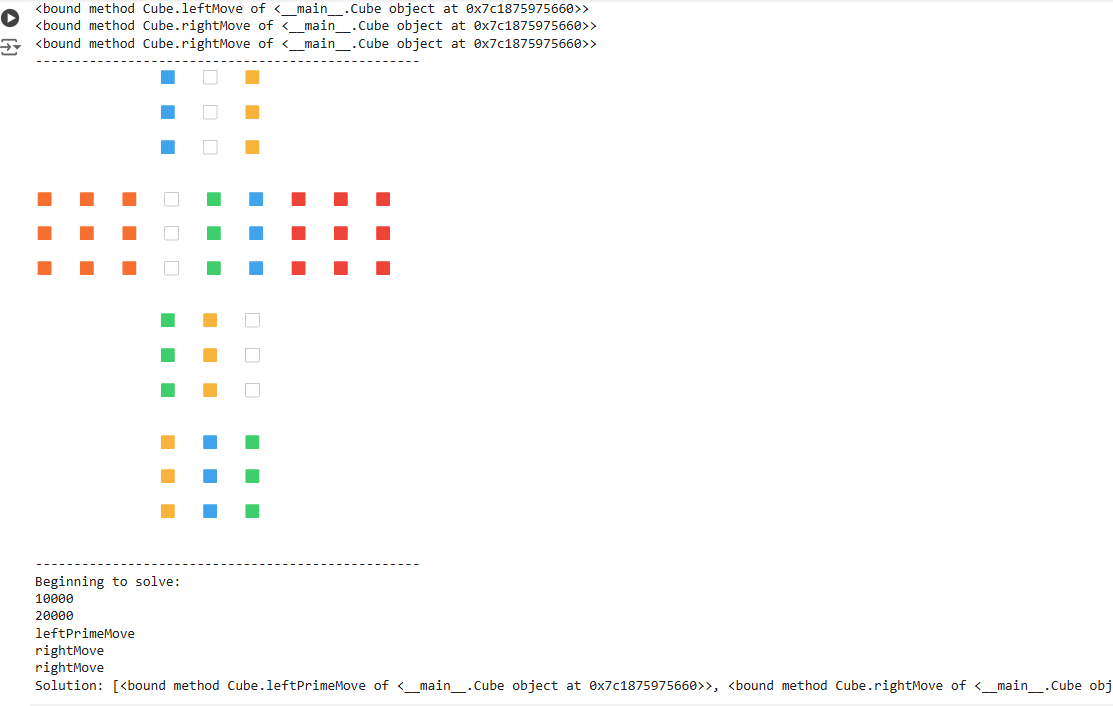 <bound method Cube.leftMove of <__main__.Cube object at 0x7c1875975660>>
<bound method Cube.rightMove of <__main__.Cube object at 0x7c1875975660>>
<bound method Cube.rightMove of <__main__.Cube object at 0x7c1875975660>>
--------------------------------------------------
--------------------------------------------------
Beginning to solve:
10000
20000
leftPrimeMove
rightMove
rightMove
Solution: [<bound method Cube.leftPrimeMove of <__main__.Cube object at 0x7c1875975660>>, <bound method Cube.rightMove of <__main__.Cube obj